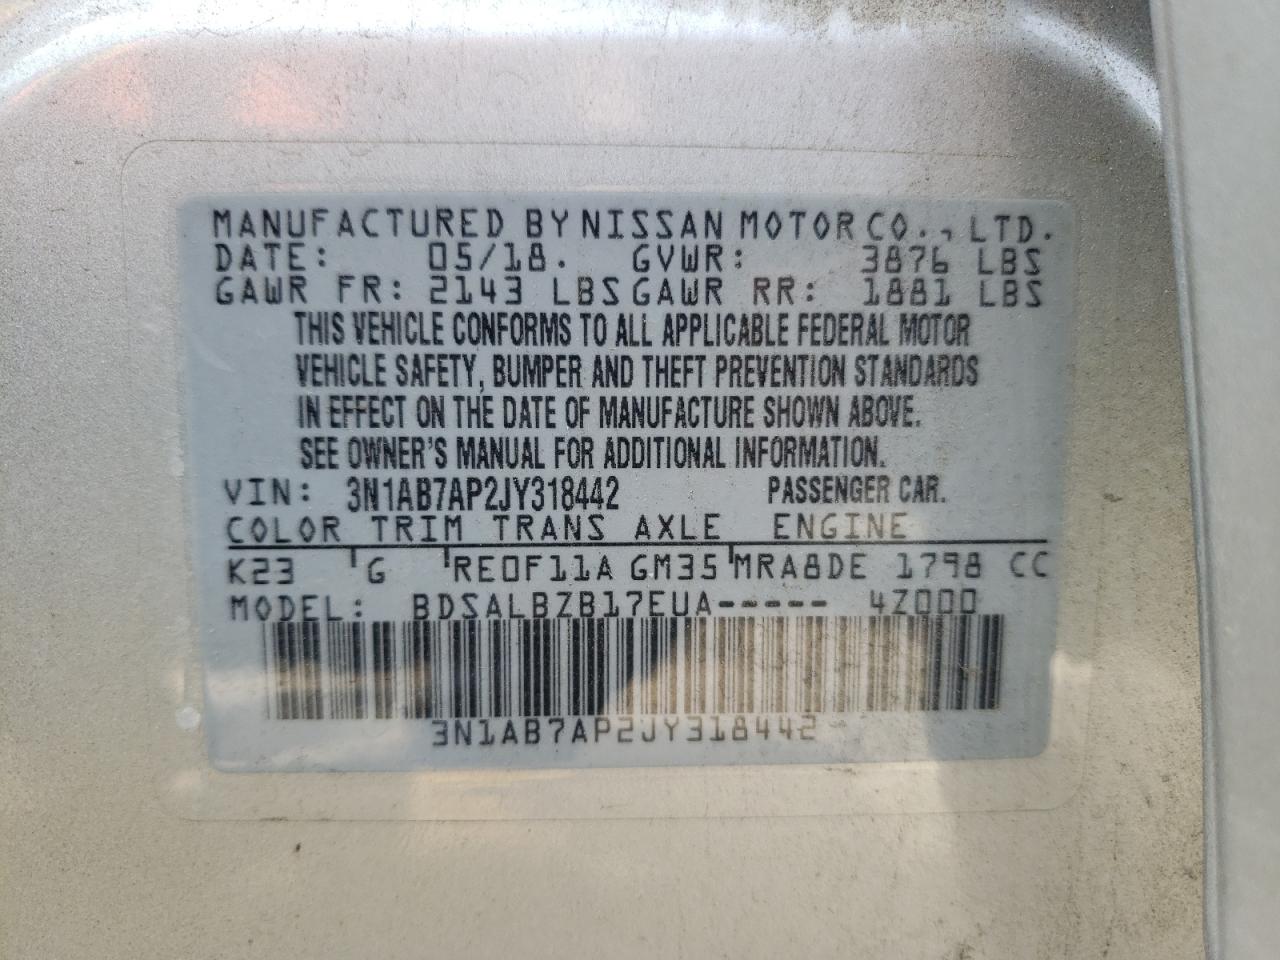 MANUFACTURED BY NISSAN MOTOR CO., LTD.
DATE: 05/18. GVWR: 3876 LBS
GAWR FR: 2143 LBS GAWR RR: 1881 LBS
THIS VEHICLE CONFORMS TO ALL APPLICABLE FEDERAL MOTOR
VEHICLE SAFETY, BUMPER AND THEFT PREVENTION STANDARDS
IN EFFECT ON THE DATE OF MANUFACTURE SHOWN ABOVE.
SEE OWNER'S MANUAL FOR ADDITIONAL INFORMATION.
VIN: 3N1AB7AP2JY318442 PASSENGER CAR.
COLOR TRIM TRANS AXLE ENGINE
K23 G RE0F11A GM35 MRA8DE 1798 CC
MODEL: BDSALBZB17EUA----- 4Z000
3N1AB7AP2JY318442